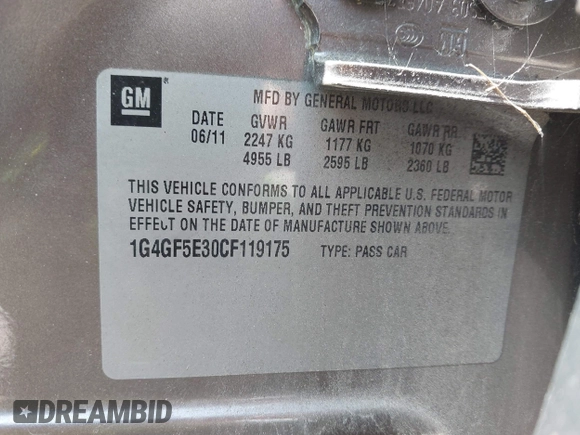 GM
MFD BY GENERAL MOTORS LLC
DATE GVWR GAWR FRT GAWR RR
06/11 2247 KG 1177 KG 1070 KG
4955 LB 2595 LB 2360 LB
THIS VEHICLE CONFORMS TO ALL APPLICABLE U.S. FEDERAL MOTOR
VEHICLE SAFETY, BUMPER, AND THEFT PREVENTION STANDARDS IN
EFFECT ON THE DATE OF MANUFACTURE SHOWN ABOVE.
1G4GF5E30CF119175 TYPE: PASS CAR
DREAMBID